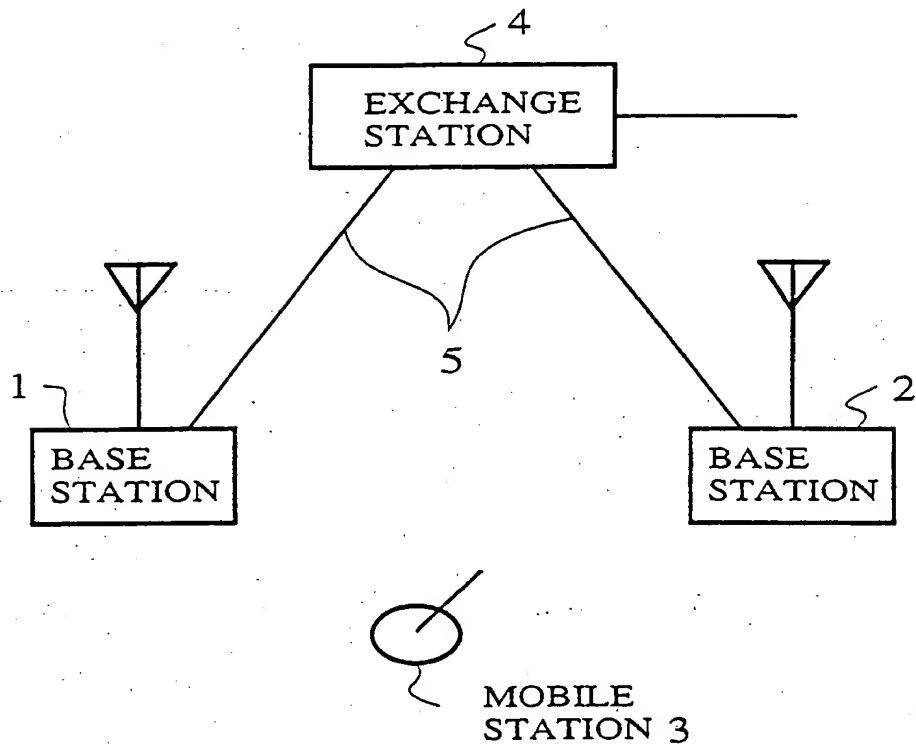 4
EXCHANGE
STATION
5
1
2
BASE
STATION
BASE
STATION
MOBILE
STATION 3